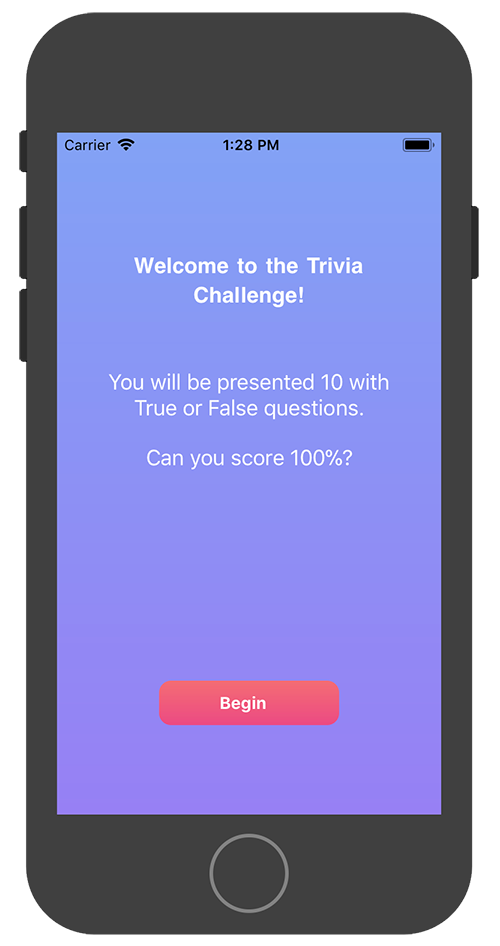 Carrier 1:28 PM
Welcome to the Trivia
Challenge!
You will be presented 10 with
True or False questions.
Can you score 100%?
Begin